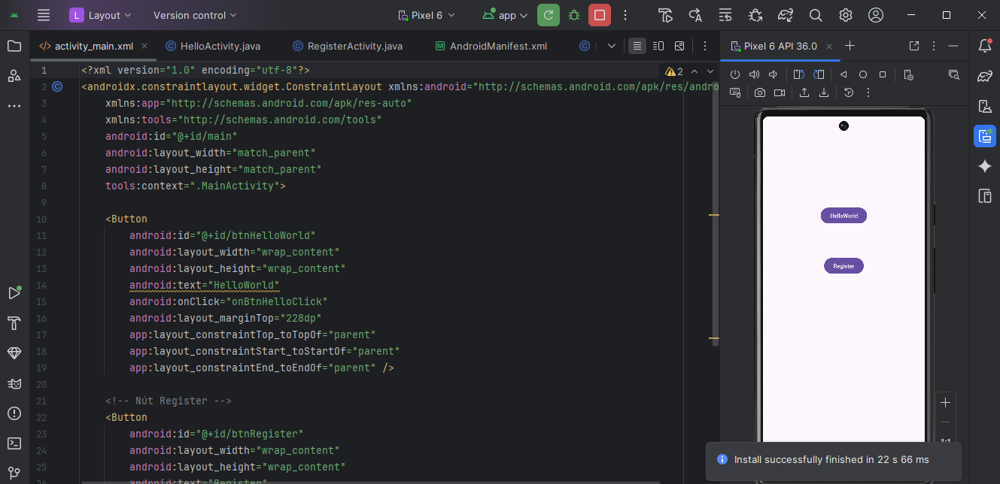 L Layout Version control Pixel 6 app
activity_main.xml HelloActivity.java RegisterActivity.java AndroidManifest.xml
Pixel 6 API 36.0
2
1 <?xml version="1.0" encoding="utf-8"?>
2 <androidx.constraintlayout.widget.ConstraintLayout xmlns:android="http://schemas.android.com/apk/res/andro
3 xmlns:app="http://schemas.android.com/apk/res-auto"
4 xmlns:tools="http://schemas.android.com/tools"
5 android:id="@+id/main"
6 android:layout_width="match_parent"
7 android:layout_height="match_parent"
8 tools:context=".MainActivity">
9
10 <Button
11 android:id="@+id/btnHelloWorld"
12 android:layout_width="wrap_content"
13 android:layout_height="wrap_content"
14 android:text="HelloWorld"
15 android:onClick="onBtnHelloClick"
16 android:layout_marginTop="228dp"
17 app:layout_constraintTop_toTopOf="parent"
18 app:layout_constraintStart_toStartOf="parent"
19 app:layout_constraintEnd_toEndOf="parent" />
20
21 <!-- Nút Register -->
22 <Button
23 android:id="@+id/btnRegister"
24 android:layout_width="wrap_content"
25 android:layout_height="wrap_content"
26 android:text="Register"
HelloWorld
Register
1:1
Install successfully finished in 22 s 66 ms